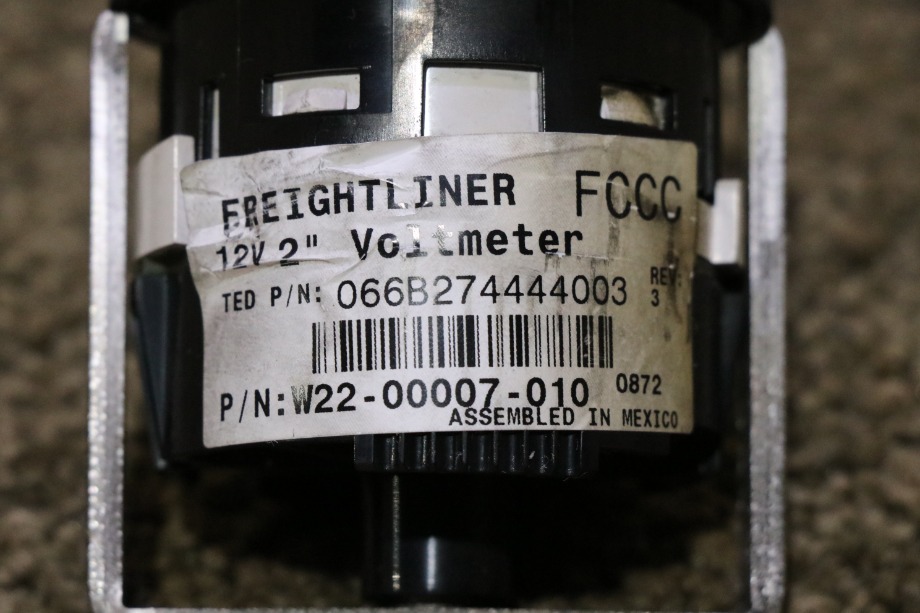 FREIGHTLINER FCCC
12V 2" Voltmeter
TED P/N: 066B274444003 REV: 3
P/N:W22-00007-010 0872
ASSEMBLED IN MEXICO